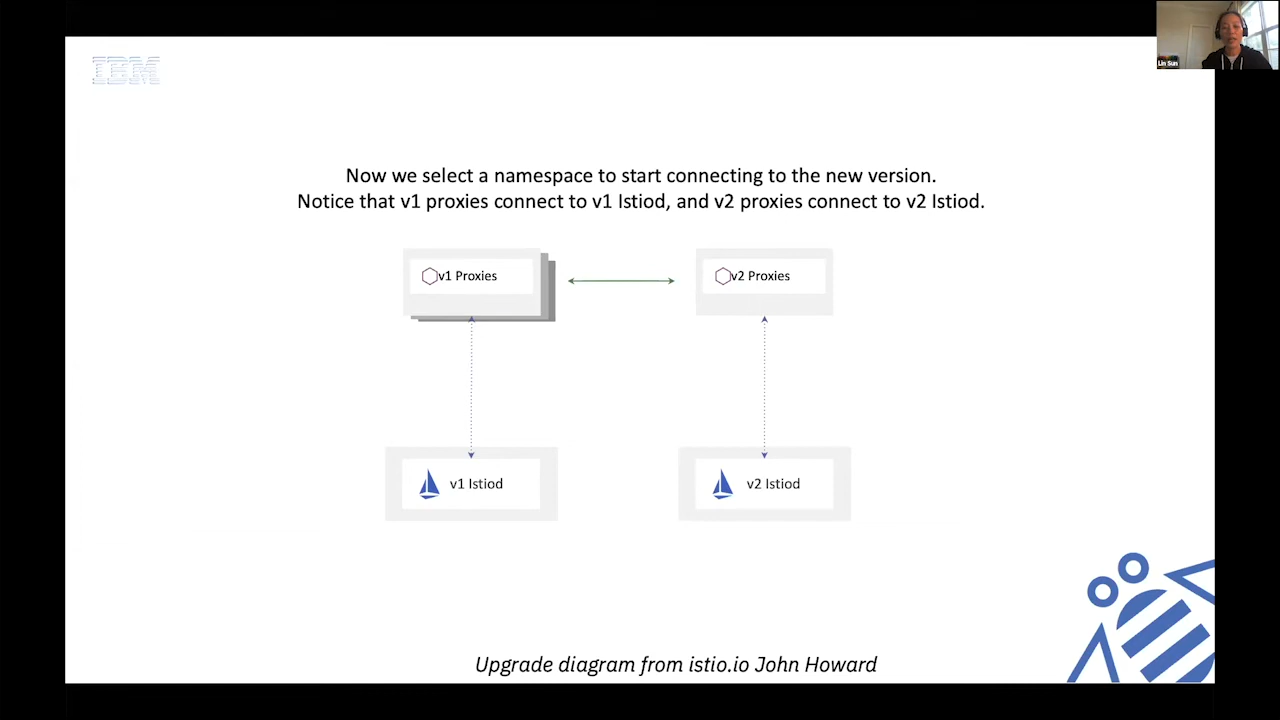 IBM
Lin Sun
Now we select a namespace to start connecting to the new version.
Notice that v1 proxies connect to v1 Istiod, and v2 proxies connect to v2 Istiod.
v1 Proxies
v2 Proxies
v1 Istiod
v2 Istiod
Upgrade diagram from istio.io John Howard